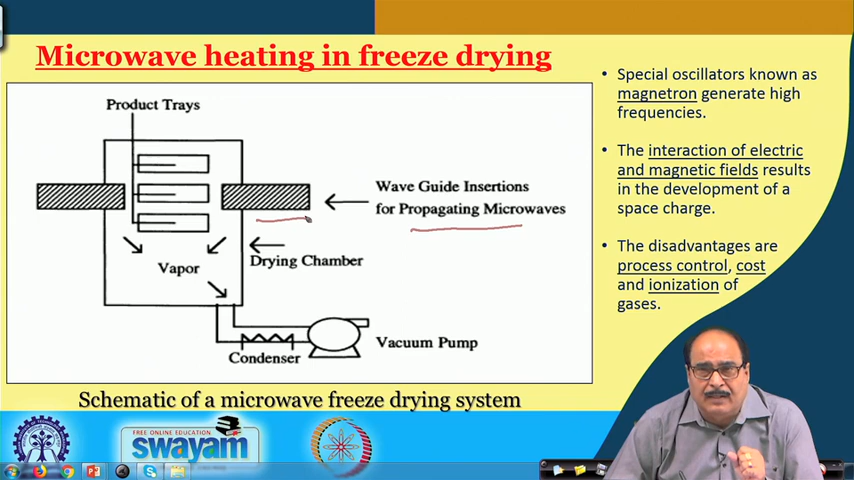 Microwave heating in freeze drying
Product Trays
Wave Guide Insertions
for Propagating Microwaves
Drying Chamber
Vapor
Vacuum Pump
Condenser
Schematic of a microwave freeze drying system
• Special oscillators known as
magnetron generate high
frequencies.
• The interaction of electric
and magnetic fields results
in the development of a
space charge.
• The disadvantages are
process control, cost
and ionization of
gases.
FREE ONLINE EDUCATION
swayam